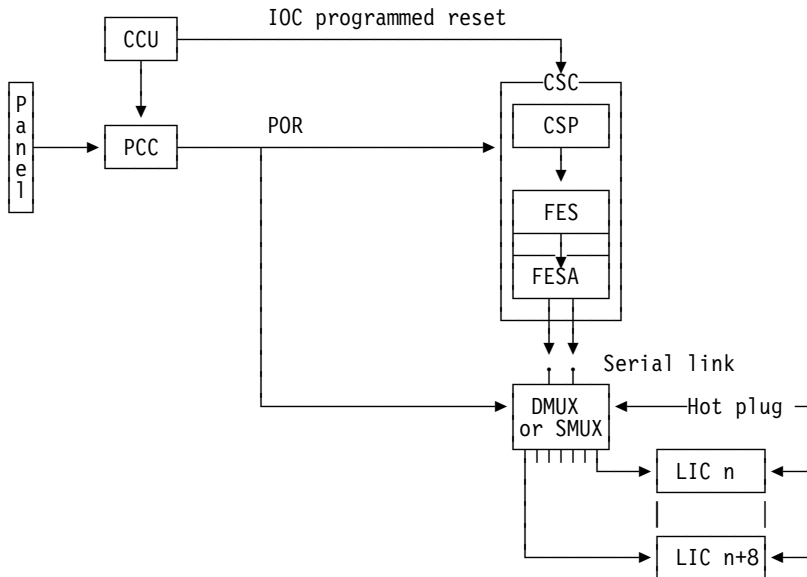 IOC programmed reset
CCU
CSC
Panel
PCC
POR
CSP
FES
FESA
Serial link
DMUX
or SMUX
Hot plug
LIC n
LIC n+8